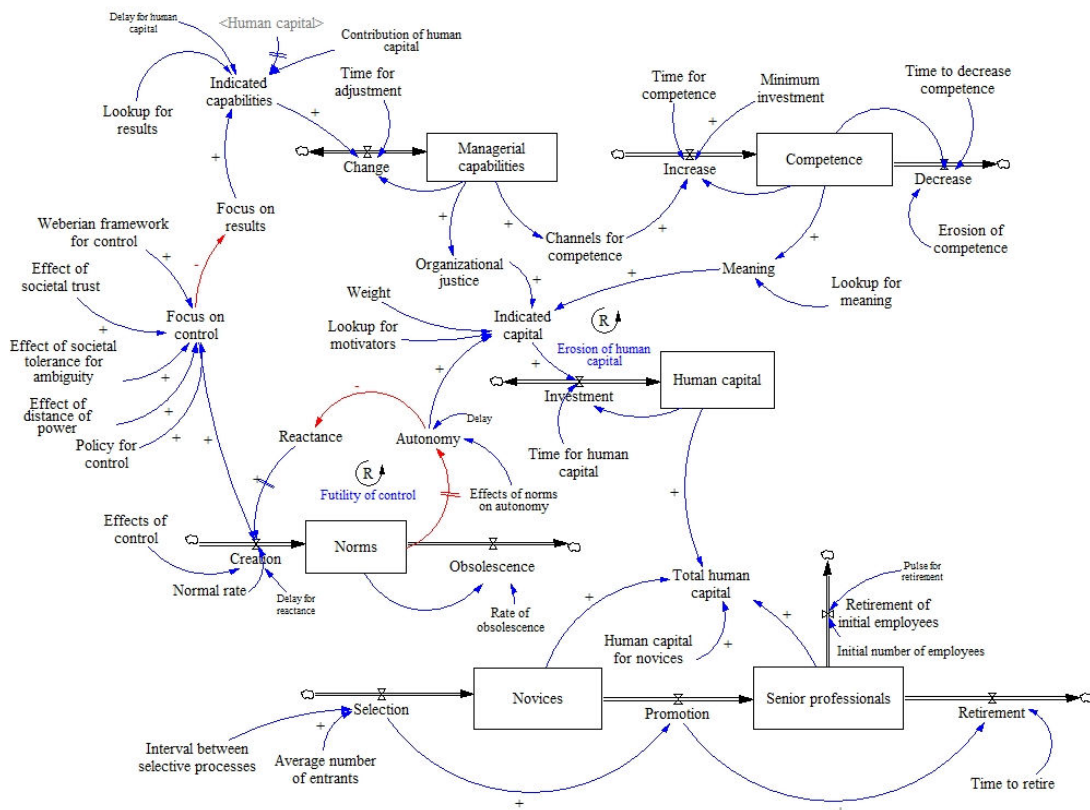 Delay for human
capital
<Human capital>
Contribution of human
capital
Indicated
capabilities
Time for
adjustment
Lookup for
results
+
+
Change
Managerial
capabilities
Time for
competence
Minimum
investment
Time to decrease
competence
+
Increase
Competence
Decrease
Focus on
results
Weberian framework
for control
+
-
Effect of
societal trust
+
Focus on
control
Effect of societal
tolerance for
ambiguity
+
+
Effect of
distance of
power
+
Policy for
control
+
+
+
+
Organizational
justice
Channels for
competence
+
+
+
Meaning
Erosion of
competence
Lookup for
meaning
Weight
Lookup for
motivators
Indicated
capital
R
Erosion of human
capital
+
+
Investment
Human capital
Time for human
capital
-
Reactance
Autonomy
Delay
R
Futility of control
Effects of norms
on autonomy
+
Effects of
control
Creation
Norms
Obsolescence
Normal rate
Delay for
reactance
Rate of
obsolescence
+
Total human
capital
+
+
Human capital
for novices
+
Pulse for
retirement
Retirement of
initial employees
Initial number of employees
Novices
Senior professionals
Selection
Promotion
Retirement
+
Interval between
selective processes
Average number
of entrants
+
Time to retire